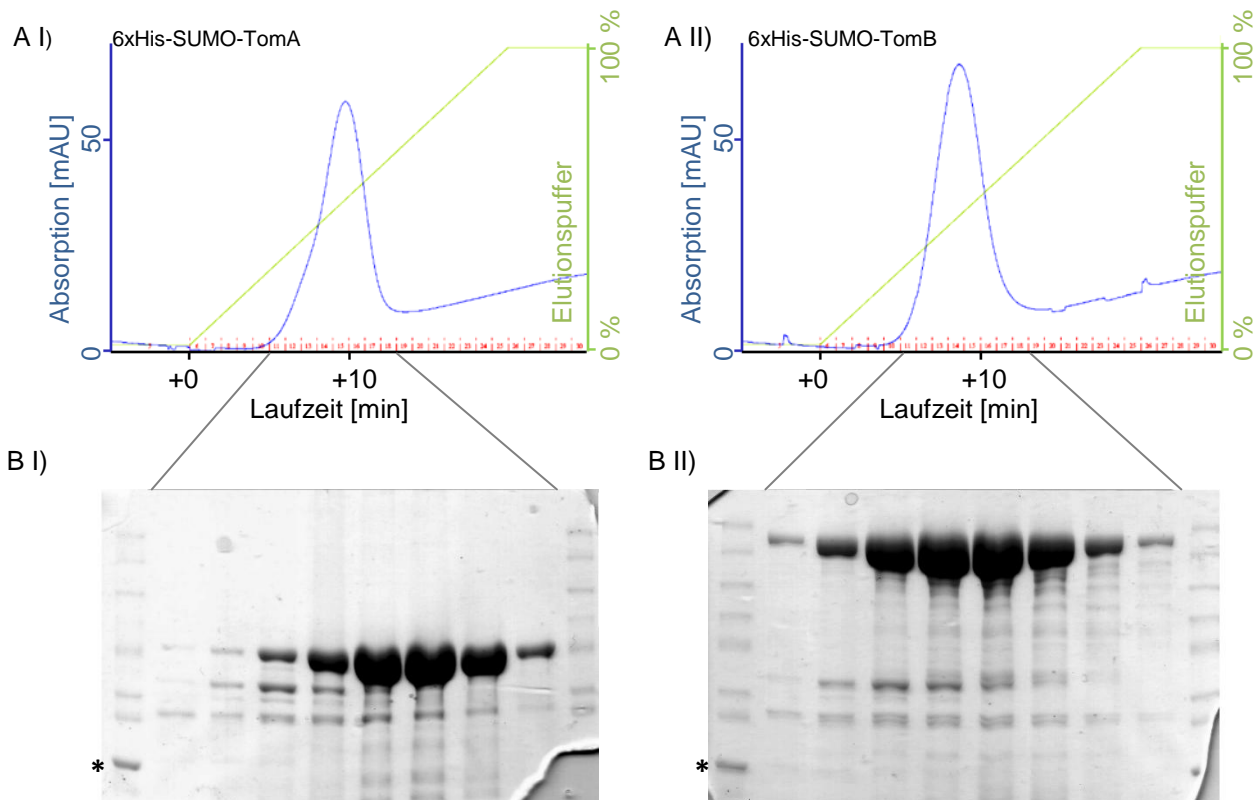 A I)
6xHis-SUMO-TomA
100 %
50
0
Absorption [mAU]
Elutionspuffer
0 %
+0
+10
Laufzeit [min]
A II)
6xHis-SUMO-TomB
100 %
50
0
Absorption [mAU]
Elutionspuffer
0 %
+0
+10
Laufzeit [min]
B I)
*
B II)
*